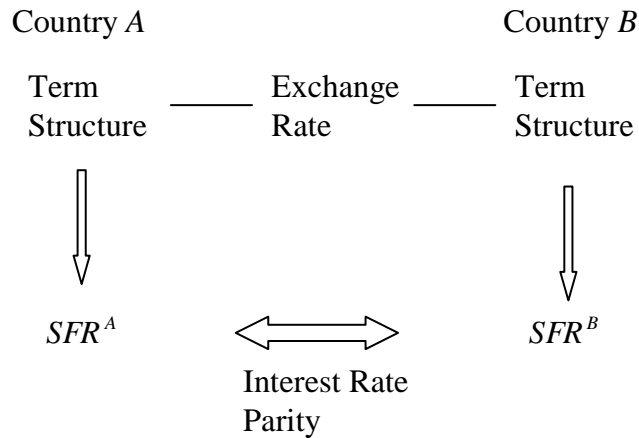 Country A
Country B
Term
Structure
Exchange
Rate
Term
Structure
SFR^A
SFR^B
Interest Rate
Parity